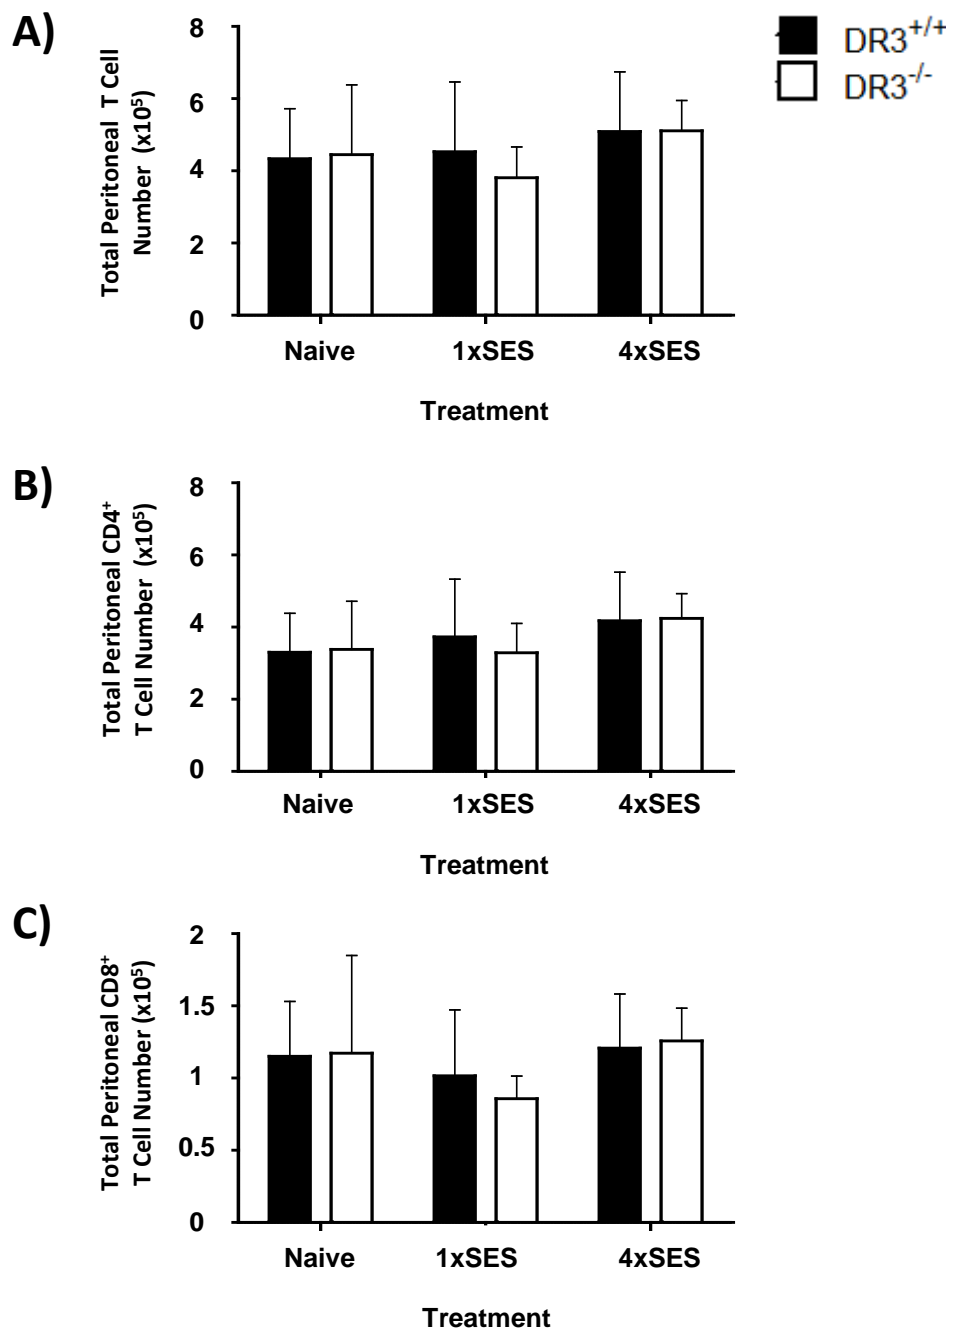 A)
DR3+/+
DR3-/-
Total Peritoneal T Cell
Number (x10⁵)
8
6
4
2
0
Naive 1xSES 4xSES
Treatment
B)
Total Peritoneal CD4⁺
T Cell Number (x10⁵)
8
6
4
2
0
Naive 1xSES 4xSES
Treatment
C)
Total Peritoneal CD8⁺
T Cell Number (x10⁵)
2
1.5
1
0.5
0
Naive 1xSES 4xSES
Treatment